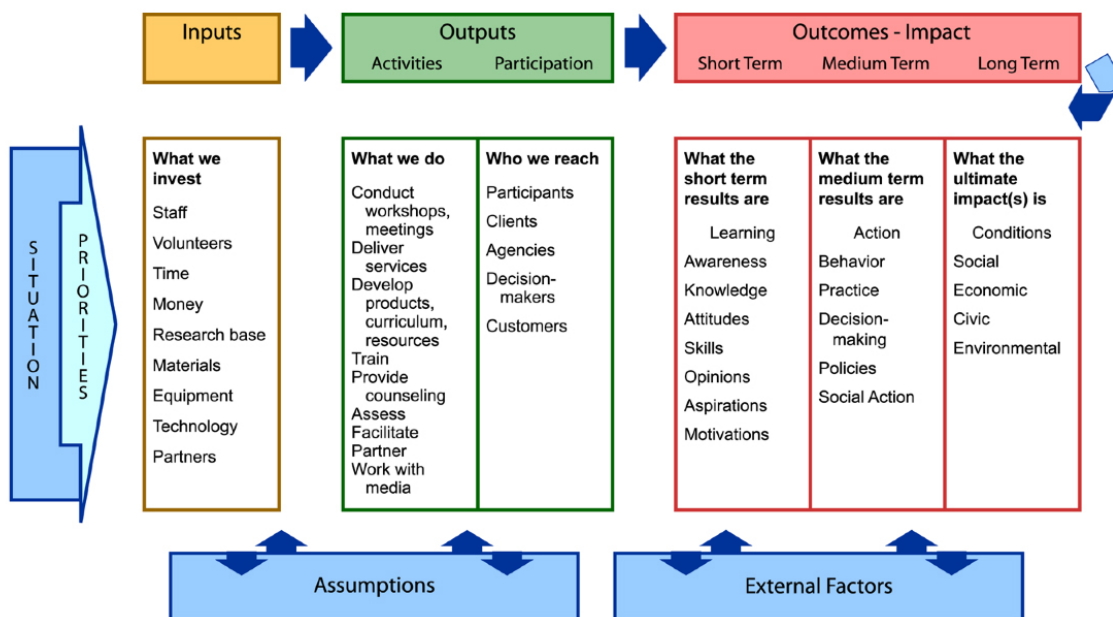 Inputs
Outputs
Activities
Participation
Outcomes - Impact
Short Term
Medium Term
Long Term
SITUATION
PRIORITIES
What we
invest
Staff
Volunteers
Time
Money
Research base
Materials
Equipment
Technology
Partners
What we do
Conduct
workshops,
meetings
Deliver
services
Develop
products,
curriculum,
resources
Train
Provide
counseling
Assess
Facilitate
Partner
Work with
media
Who we reach
Participants
Clients
Agencies
Decision-
makers
Customers
What the
short term
results are
Learning
Awareness
Knowledge
Attitudes
Skills
Opinions
Aspirations
Motivations
What the
medium term
results are
Action
Behavior
Practice
Decision-
making
Policies
Social Action
What the
ultimate
impact(s) is
Conditions
Social
Economic
Civic
Environmental
Assumptions
External Factors